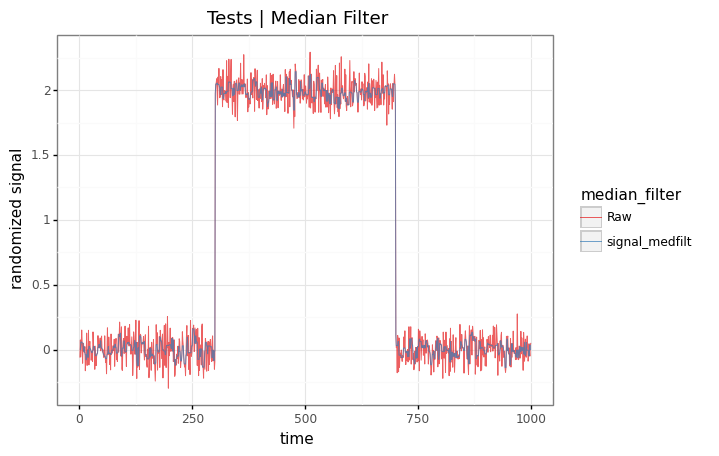 Tests | Median Filter
randomized signal
2
1.5
1
0.5
0
0
250
500
750
1000
time
median_filter
Raw
signal_medfilt